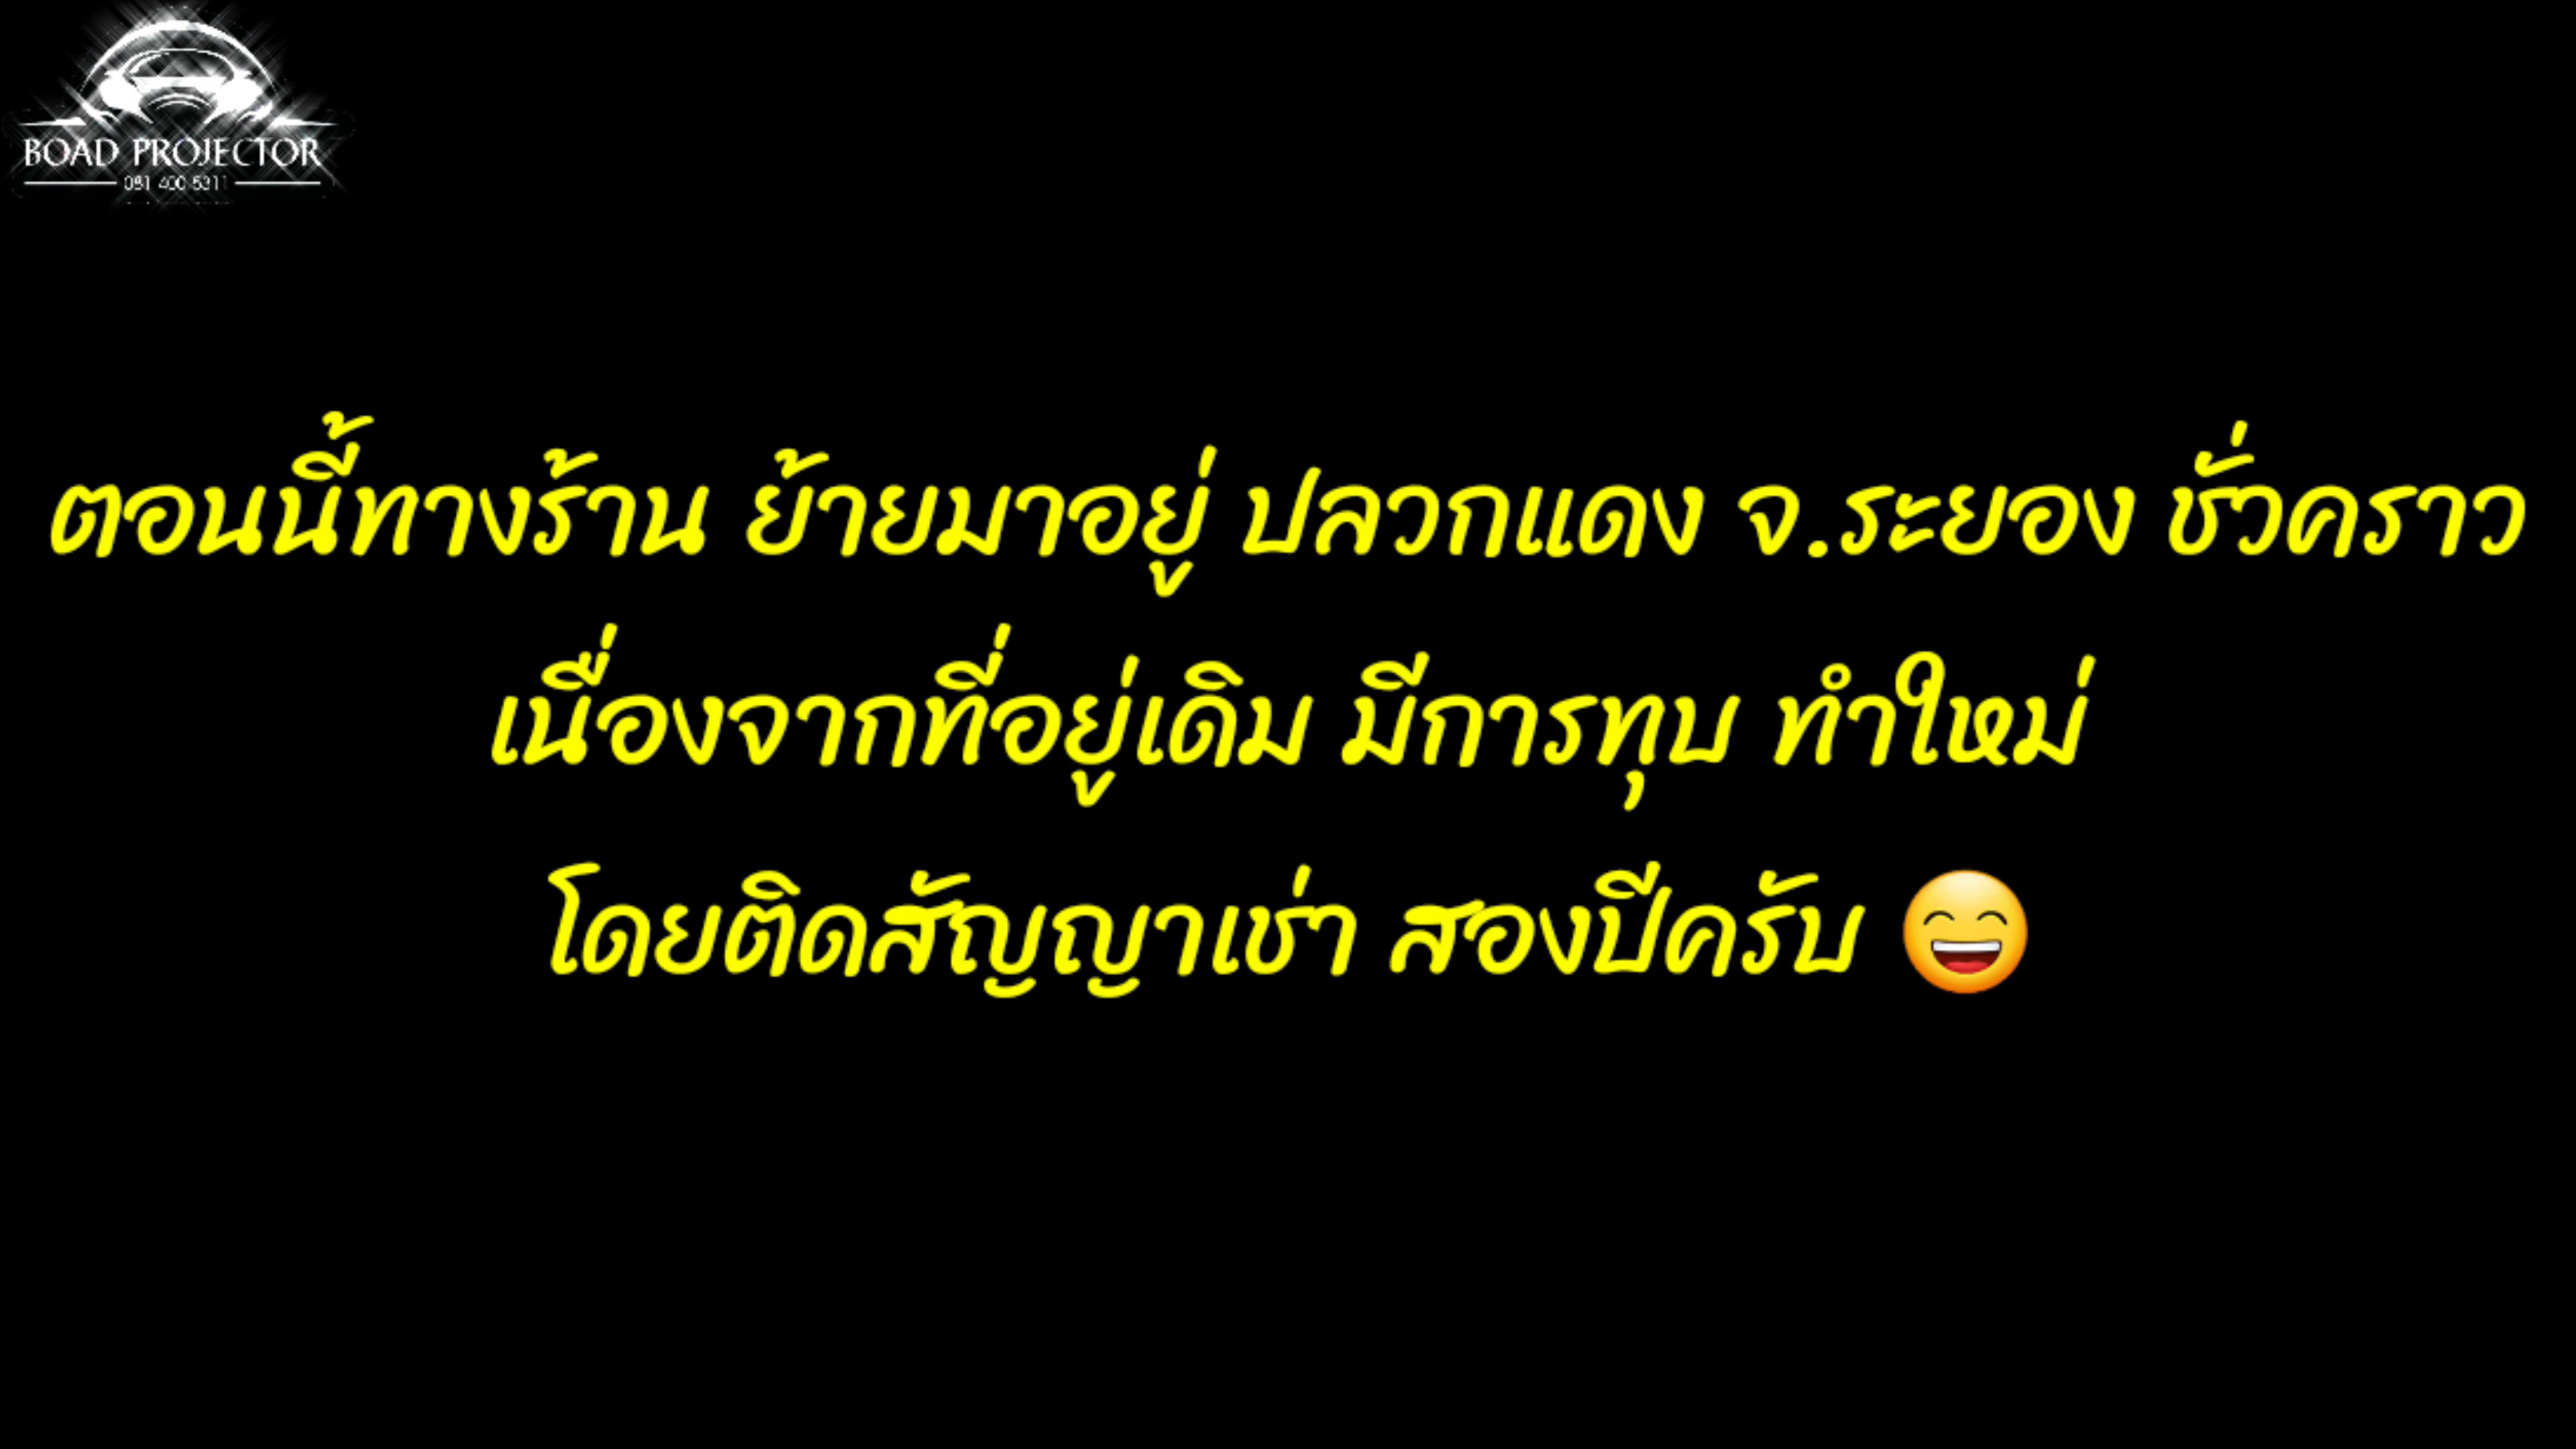 BOAD PROJECTOR
081 400 5311
ตอนนี้ทางร้าน ย้ายมาอยู่ ปลวกแดง จ.ระยอง ชั่วคราว
เนื่องจากที่อยู่เดิม มีการทุบ ทำใหม่
โดยติดสัญญาเช่า สองปีครับ 😄